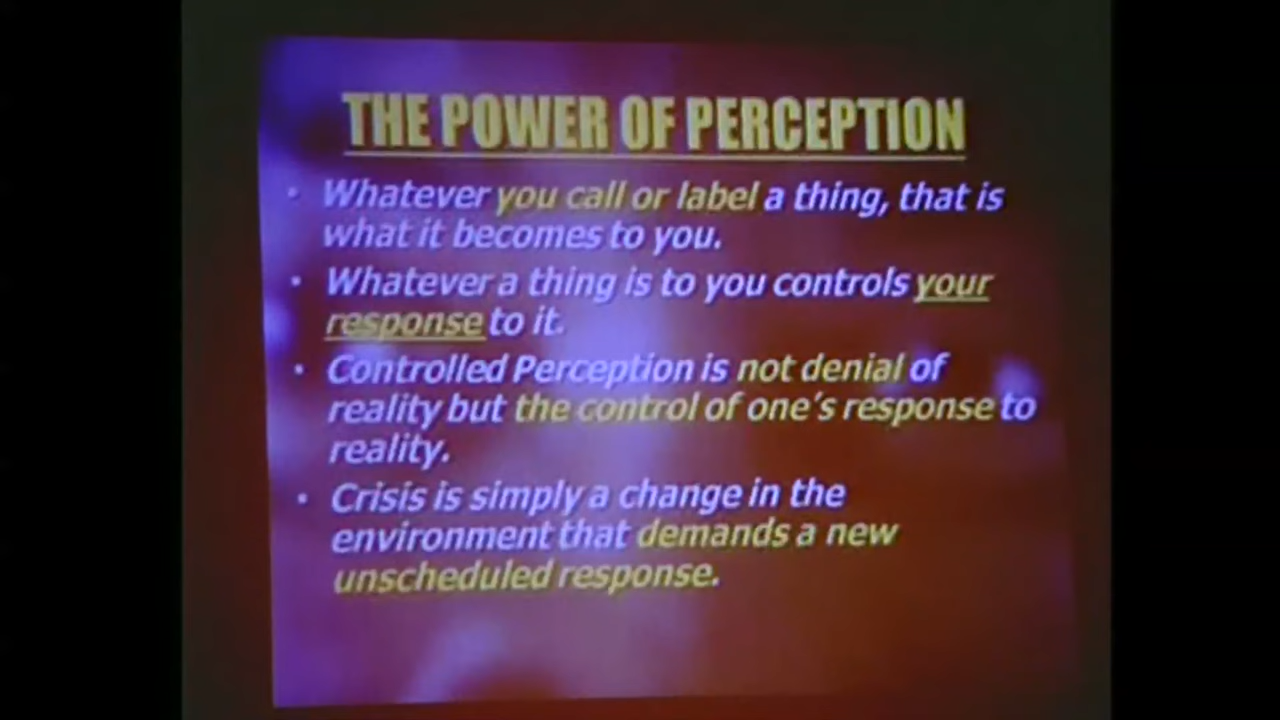 THE POWER OF PERCEPTION
• Whatever you call or label a thing, that is
what it becomes to you.
• Whatever a thing is to you controls your
response to it.
• Controlled Perception is not denial of
reality but the control of one's response to
reality.
• Crisis is simply a change in the
environment that demands a new
unscheduled response.